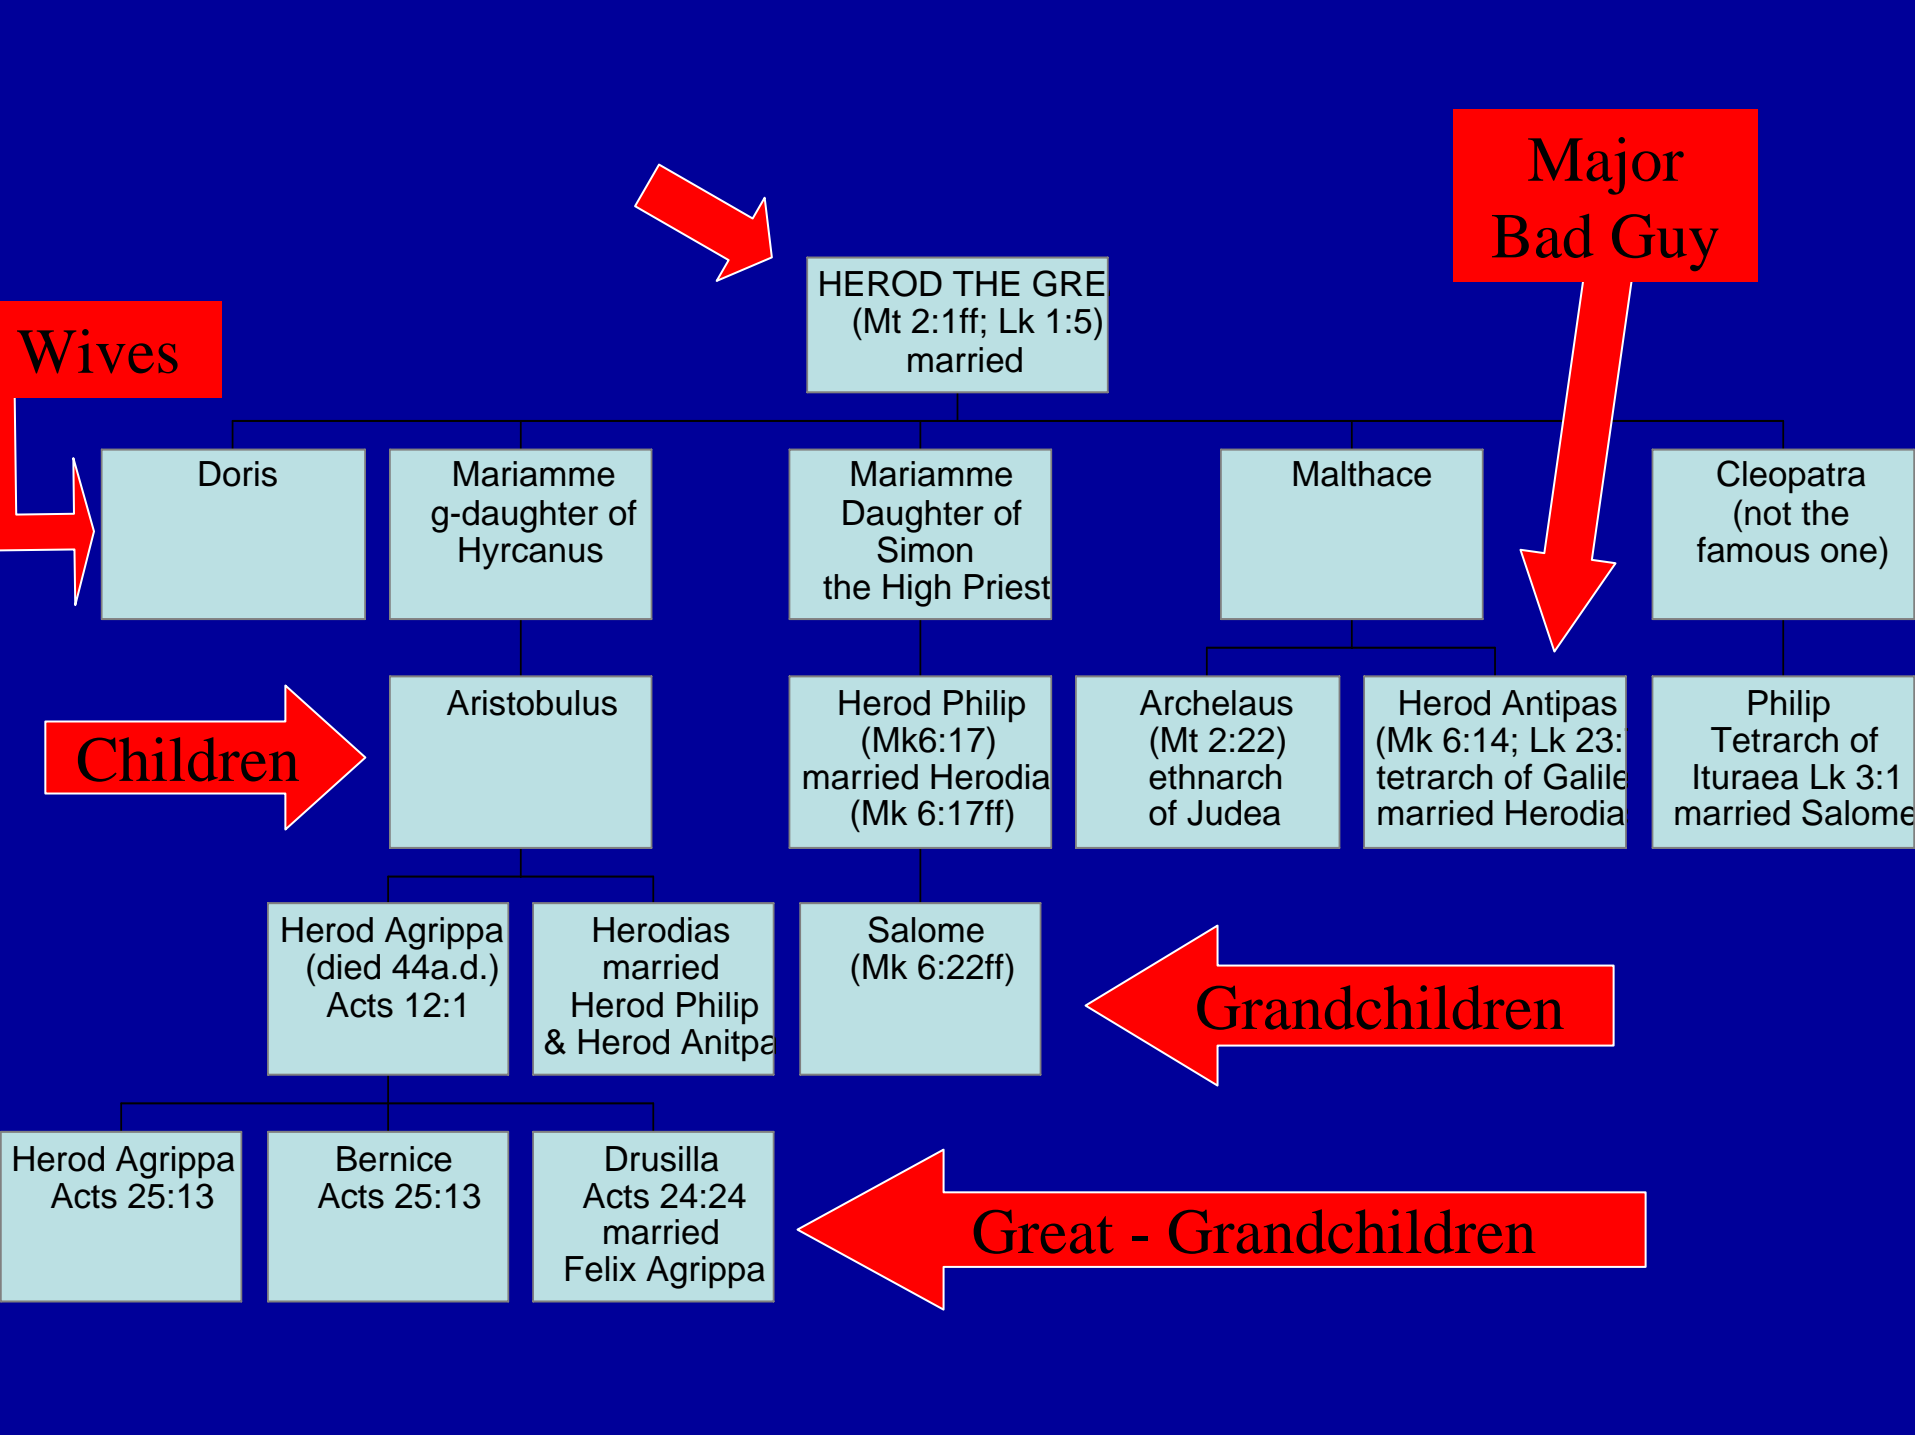 Major
Bad Guy
HEROD THE GRE
(Mt 2:1ff; Lk 1:5)
married
Wives
Doris
Mariamme
g-daughter of
Hyrcanus
Mariamme
Daughter of
Simon
the High Priest
Malthace
Cleopatra
(not the
famous one)
Children
Aristobulus
Herod Philip
(Mk6:17)
married Herodia
(Mk 6:17ff)
Archelaus
(Mt 2:22)
ethnarch
of Judea
Herod Antipas
(Mk 6:14; Lk 23:
tetrarch of Galile
married Herodia
Philip
Tetrarch of
Ituraea Lk 3:1
married Salome
Herod Agrippa
(died 44a.d.)
Acts 12:1
Herodias
married
Herod Philip
& Herod Anitpa
Salome
(Mk 6:22ff)
Grandchildren
Herod Agrippa
Acts 25:13
Bernice
Acts 25:13
Drusilla
Acts 24:24
married
Felix Agrippa
Great - Grandchildren